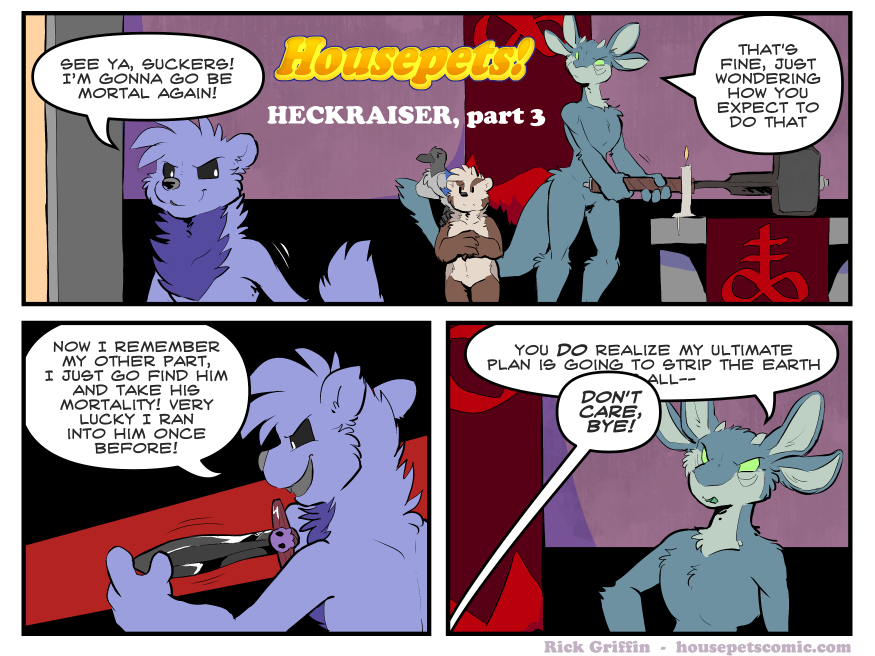 SEE YA, SUCKERS!
I'M GONNA GO BE
MORTAL AGAIN!
Housepets!
HECKRAISER, part 3
THAT'S
FINE, JUST
WONDERING
HOW YOU
EXPECT TO
DO THAT
NOW I REMEMBER
MY OTHER PART,
I JUST GO FIND HIM
AND TAKE HIS
MORTALITY! VERY
LUCKY I RAN
INTO HIM ONCE
BEFORE!
YOU DO REALIZE MY ULTIMATE
PLAN IS GOING TO STRIP THE EARTH
ALL--
DON'T
CARE,
BYE!
Rick Griffin - housepetscomic.com